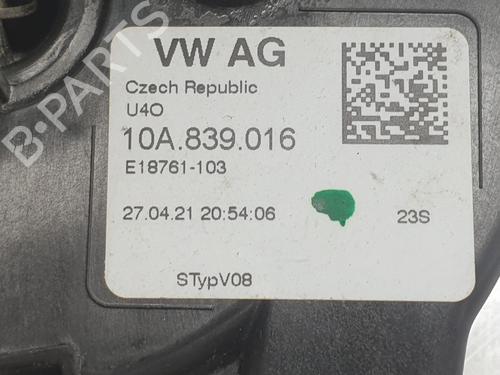 VW AG
Czech Republic
U4O
10A.839.016
E18761-103
27.04.21 20:54:06
23S
STypV08
B-PARTS